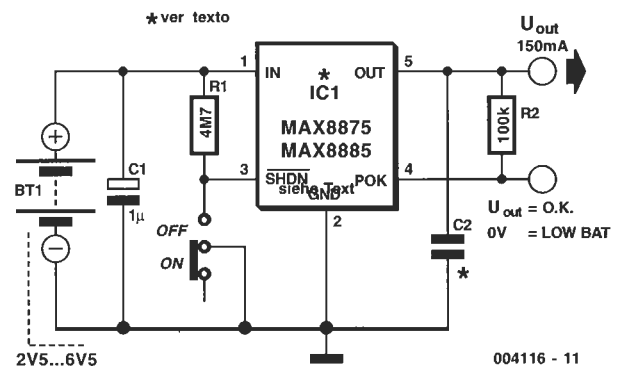 * ver texto
U out
150mA
1
IN
*
OUT
5
IC1
R1
4M7
MAX8875
MAX8885
100k
R2
+
BT1
C1
1µ
3
SHDN
siehe Text
GND
POK
4
2
OFF
ON
C2
*
U out = O.K.
0V = LOW BAT
−
2V5...6V5
004116 - 11